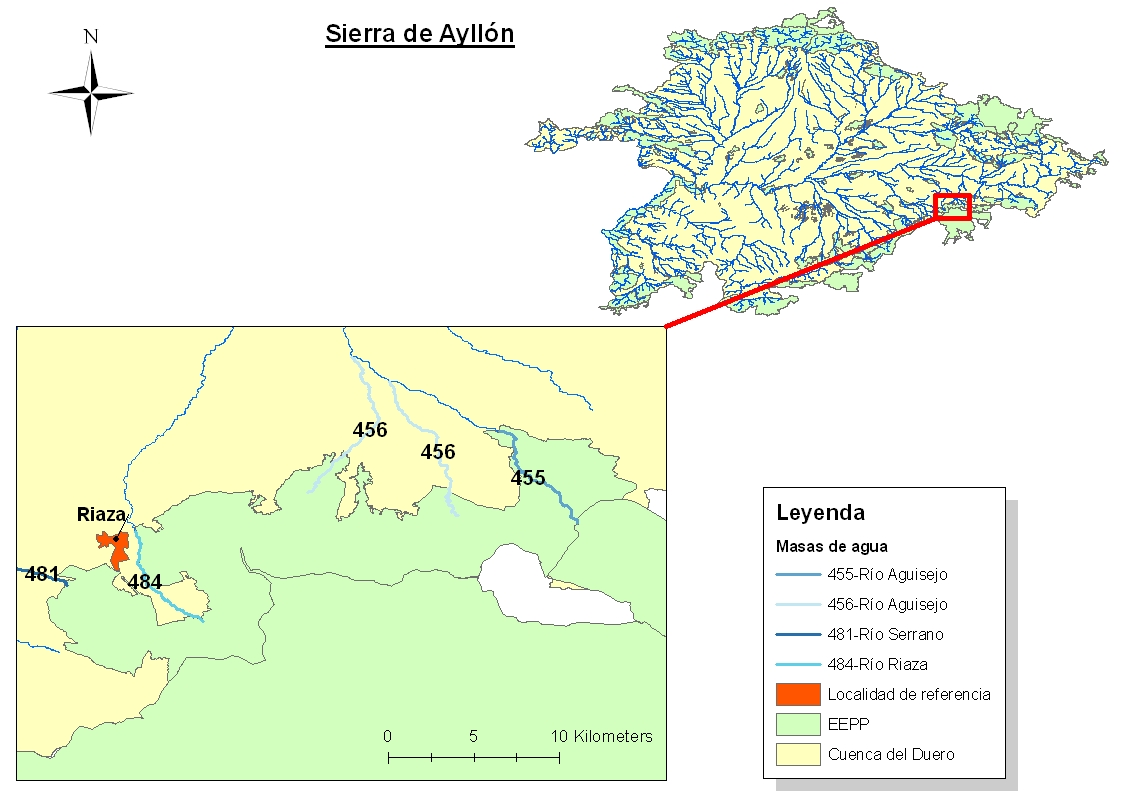 N
Sierra de Ayllón
456
456
455
Riaza
481
484
0 5 10 Kilometers
Leyenda
Masas de agua
455-Río Aguisejo
456-Río Aguisejo
481-Río Serrano
484-Río Riaza
Localidad de referencia
EEPP
Cuenca del Duero